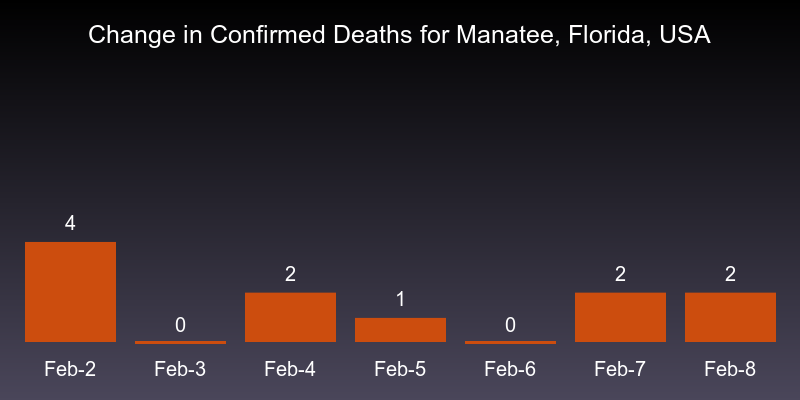 Change in Confirmed Deaths for Manatee, Florida, USA
4
0
2
1
0
2
2
Feb-2
Feb-3
Feb-4
Feb-5
Feb-6
Feb-7
Feb-8